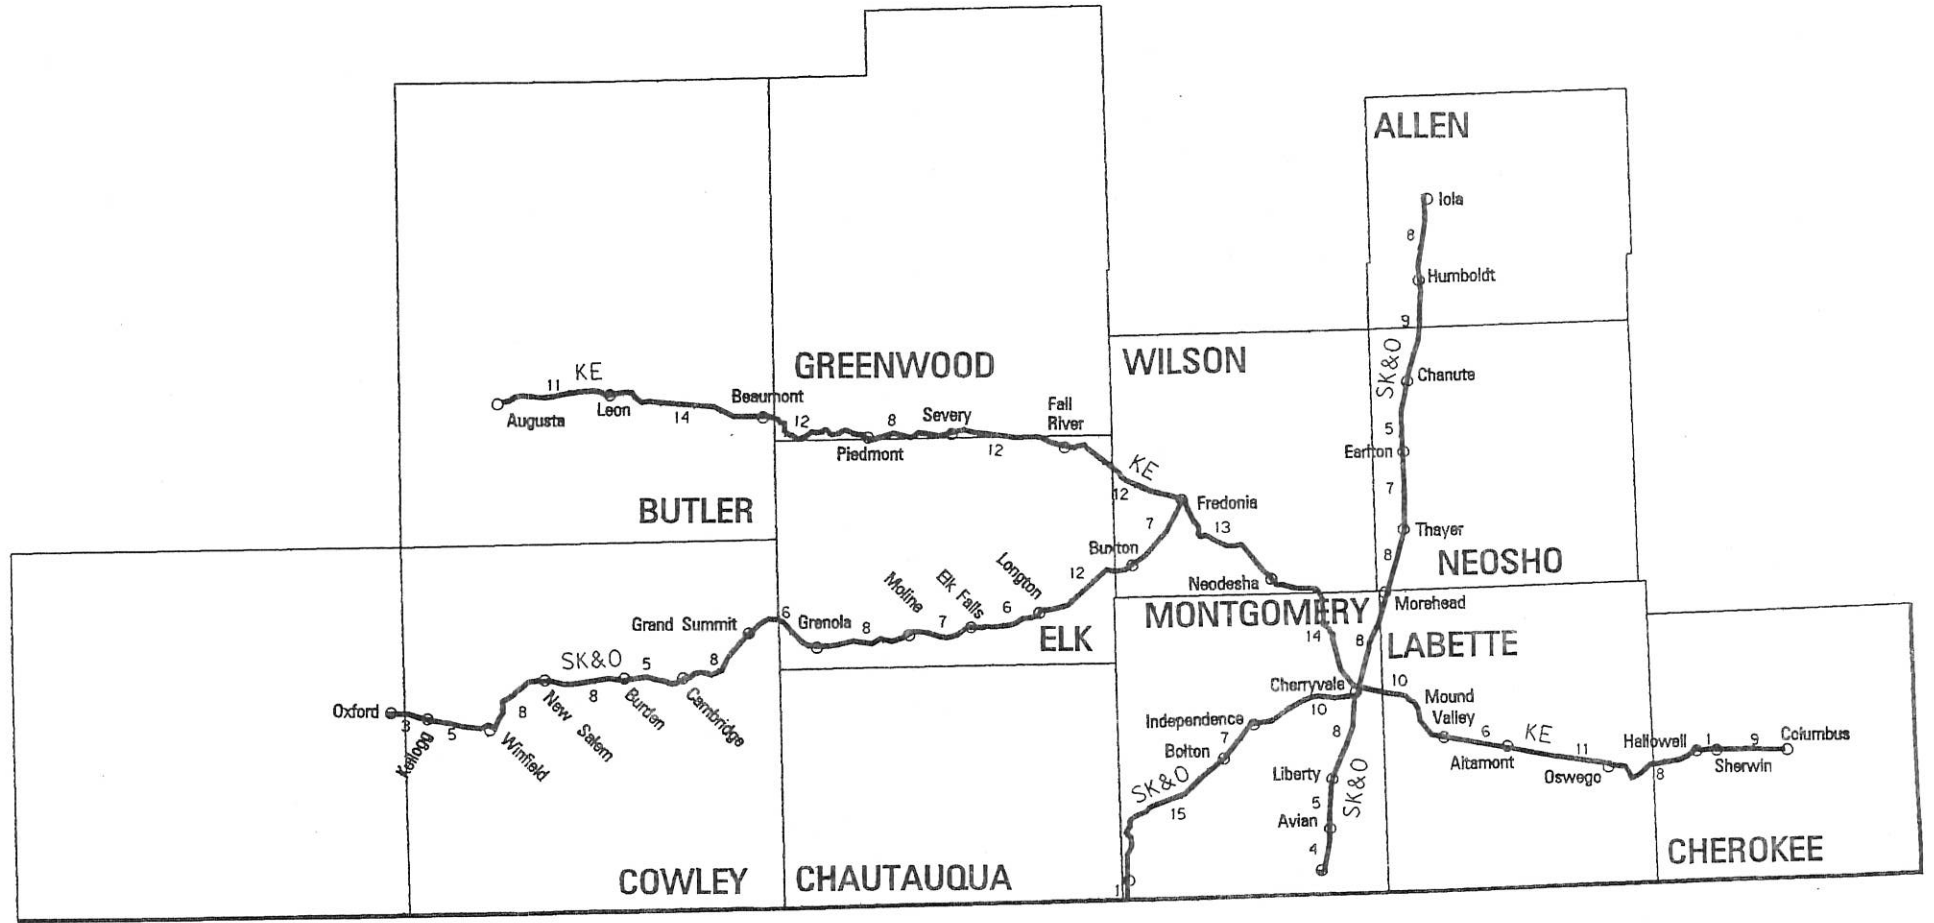 ALLEN
Iola
8
Humboldt
9
SK&O
Chanute
5
Earlton
7
Thayer
8
NEOSHO
GREENWOOD
WILSON
11
KE
Augusta
Leon
14
Beaumont
12
Piedmont
8
Severy
12
Fall
River
KE
12
Fredonia
13
7
Buxton
Neodesha
BUTLER
12
Longton
6
Elk Falls
7
Moline
8
Grenola
6
Grand Summit
ELK
MONTGOMERY
14
Morehead
8
LABETTE
8
Cambridge
5
Burden
SK&O
8
New Salem
8
Winfield
5
Kellogg
3
Oxford
Cherryvale
10
10
Mound
Valley
6
Altamont
KE
11
Oswego
8
Hallowell
1
Sherwin
9
Columbus
Independence
7
Bolton
SK&O
15
1
8
Liberty
SK&O
5
Avian
4
COWLEY
CHAUTAUQUA
CHEROKEE